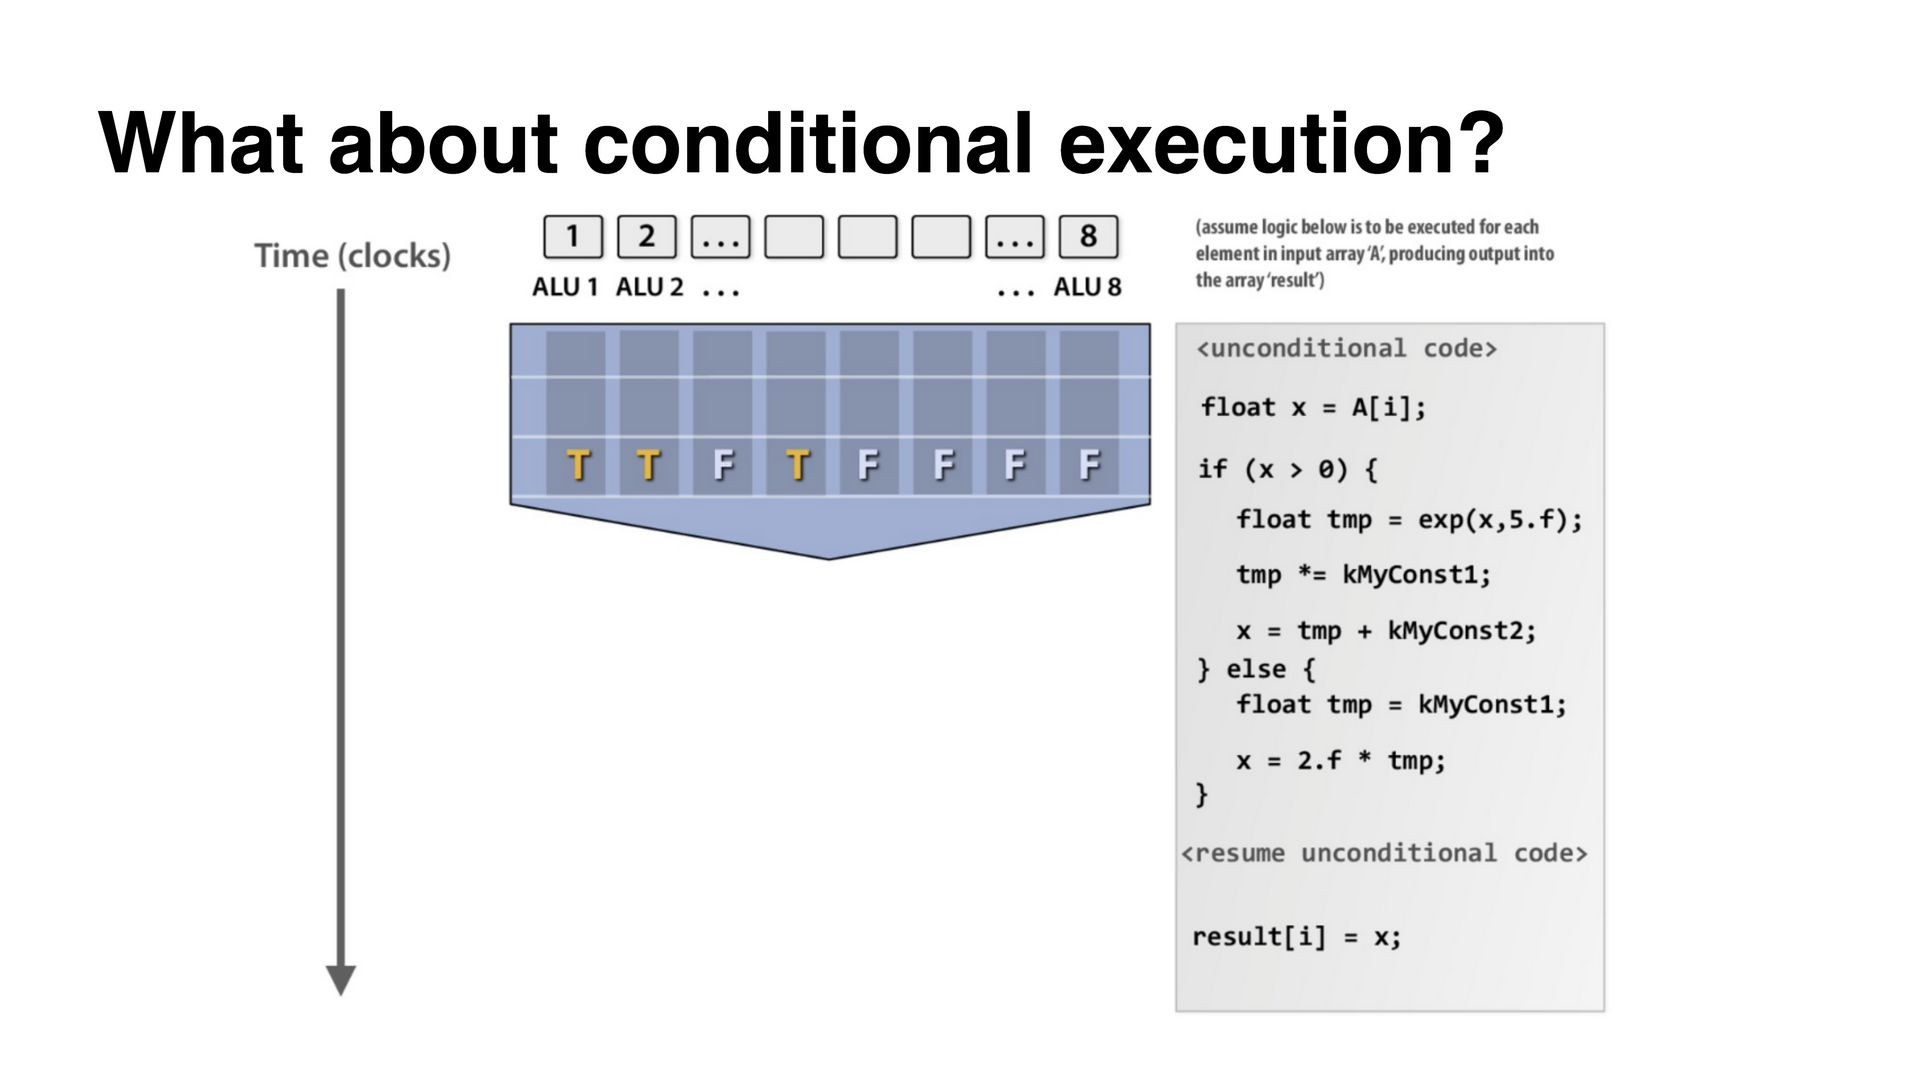 What about conditional execution?
Time (clocks)
1 2 ... ... 8
ALU 1 ALU 2 ... ... ALU 8
T T F T F F F F
(assume logic below is to be executed for each
element in input array ‘A’, producing output into
the array ‘result’)
<unconditional code>
float x = A[i];
if (x > 0) {
float tmp = exp(x,5.f);
tmp *= kMyConst1;
x = tmp + kMyConst2;
} else {
float tmp = kMyConst1;
x = 2.f * tmp;
}
<resume unconditional code>
result[i] = x;